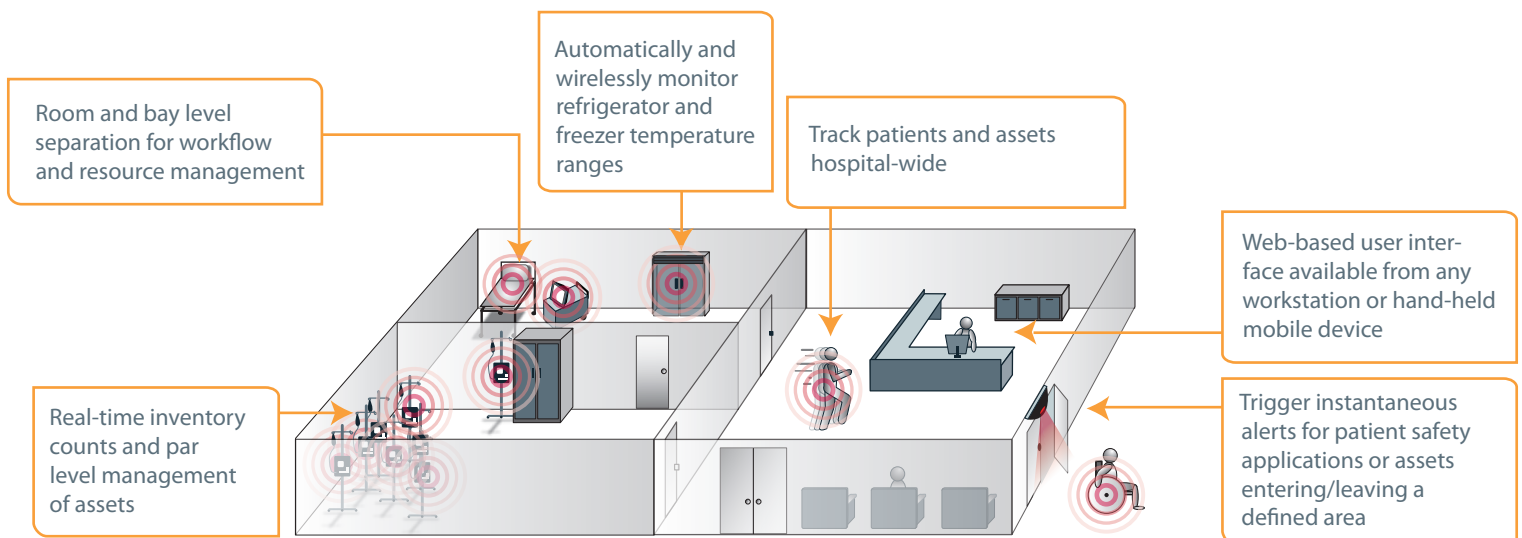 Automatically and
wirelessly monitor
refrigerator and
freezer temperature
ranges
Room and bay level
separation for workflow
and resource management
Track patients and assets
hospital-wide
Web-based user inter-
face available from any
workstation or hand-held
mobile device
Real-time inventory
counts and par
level management
of assets
Trigger instantaneous
alerts for patient safety
applications or assets
entering/leaving a
defined area